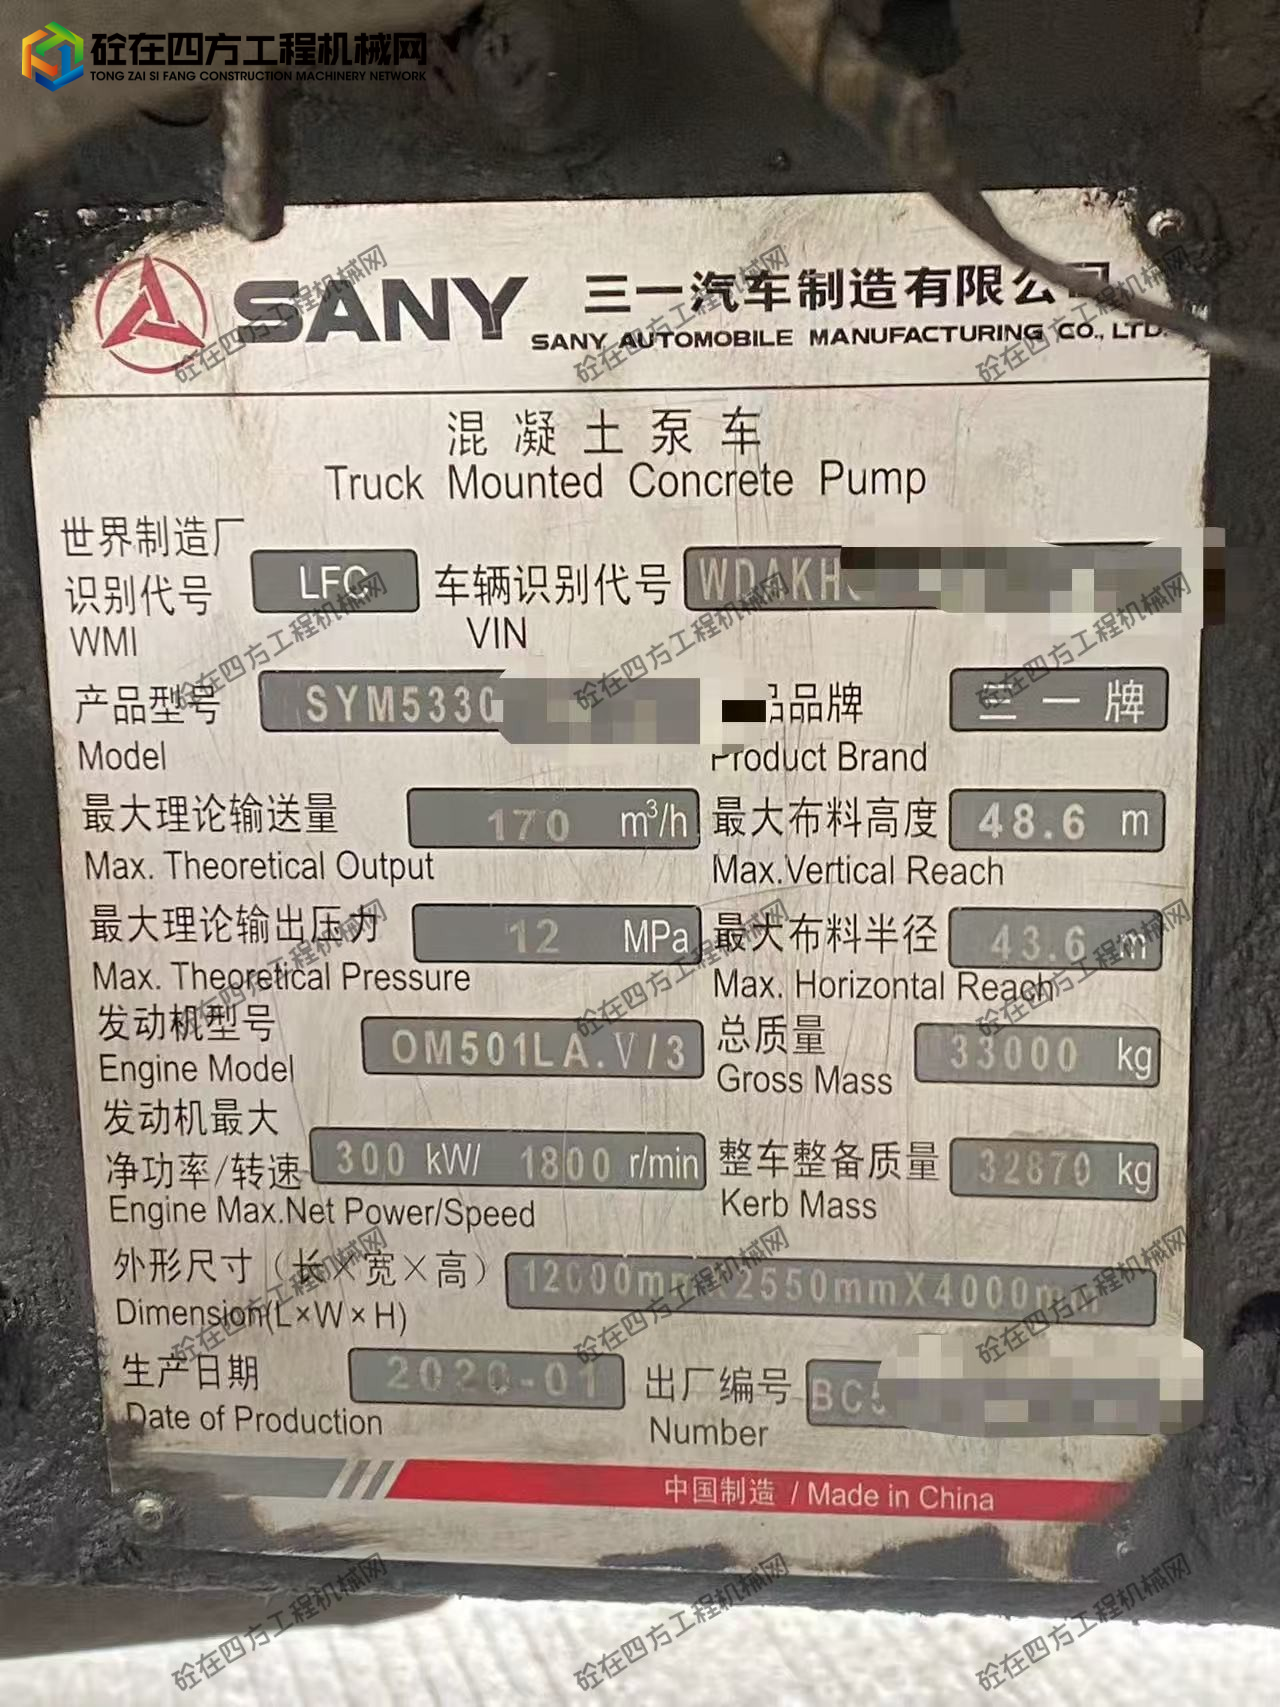 砼在四方工程机械网
TONG ZAI SI FANG CONSTRUCTION MACHINERY NETWORK
SANY 三一汽车制造有限公司
SANY AUTOMOBILE MANUFACTURING CO., LTD.
混凝土泵车
Truck Mounted Concrete Pump
世界制造厂
识别代号 LFC 车辆识别代号 WDAKH
WMI VIN
产品型号 SYM5330 品品牌 三一牌
Model Product Brand
最大理论输送量 170 m³/h 最大布料高度 48.6 m
Max. Theoretical Output Max.Vertical Reach
最大理论输出压力 12 MPa 最大布料半径 43.6 m
Max. Theoretical Pressure Max. Horizontal Reach
发动机型号 OM501LA.V/3 总质量 33000 kg
Engine Model Gross Mass
发动机最大
净功率/转速 300 kW/ 1800 r/min 整车整备质量 32870 kg
Engine Max.Net Power/Speed Kerb Mass
外形尺寸（长×宽×高） 12000mm X2550mmX4000mm
Dimension(L×W×H)
生产日期 2020-01 出厂编号 BC5
Date of Production Number
中国制造 / Made in China